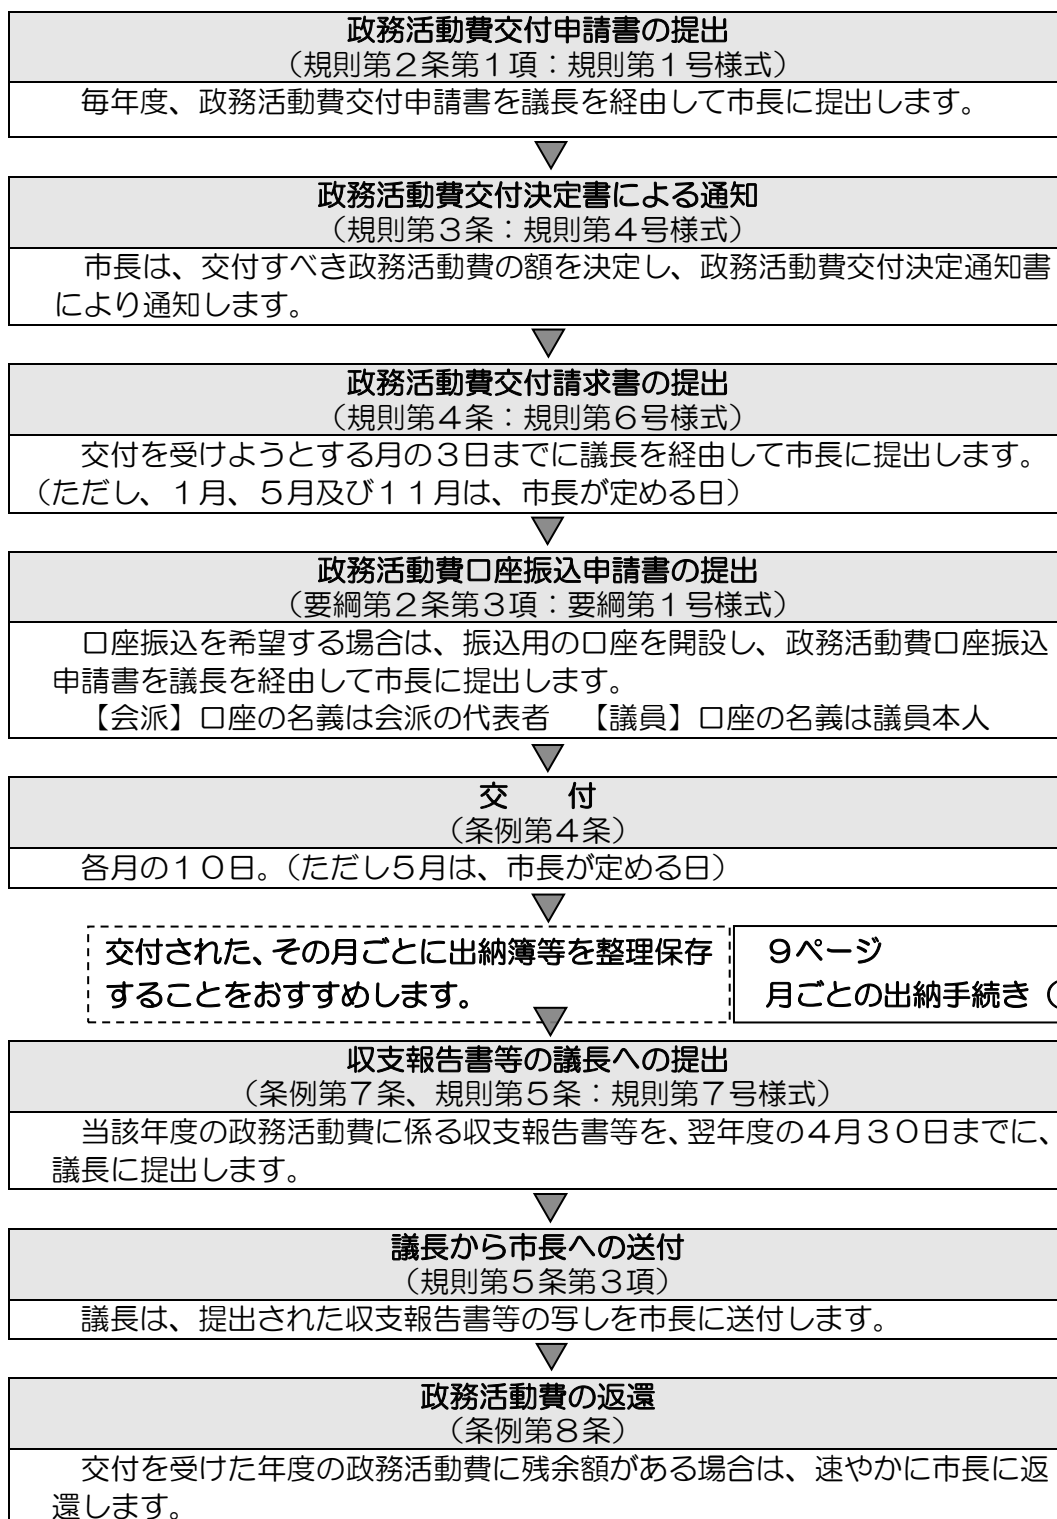 政務活動費交付申請書の提出
（規則第２条第１項：規則第１号様式）
毎年度、政務活動費交付申請書を議長を経由して市長に提出します。
政務活動費交付決定書による通知
（規則第３条：規則第４号様式）
市長は、交付すべき政務活動費の額を決定し、政務活動費交付決定通知書
により通知します。
政務活動費交付請求書の提出
（規則第４条：規則第６号様式）
交付を受けようとする月の３日までに議長を経由して市長に提出します。
（ただし、１月、５月及び１１月は、市長が定める日）
政務活動費口座振込申請書の提出
（要綱第２条第３項：要綱第１号様式）
口座振込を希望する場合は、振込用の口座を開設し、政務活動費口座振込
申請書を議長を経由して市長に提出します。
【会派】口座の名義は会派の代表者　【議員】口座の名義は議員本人
交　　付
（条例第４条）
各月の１０日。（ただし５月は、市長が定める日）
交付された、その月ごとに出納簿等を整理保存
することをおすすめします。
９ページ
月ごとの出納手続き（
収支報告書等の議長への提出
（条例第７条、規則第５条：規則第７号様式）
当該年度の政務活動費に係る収支報告書等を、翌年度の４月３０日までに、
議長に提出します。
議長から市長への送付
（規則第５条第３項）
議長は、提出された収支報告書等の写しを市長に送付します。
政務活動費の返還
（条例第８条）
交付を受けた年度の政務活動費に残余額がある場合は、速やかに市長に返
還します。